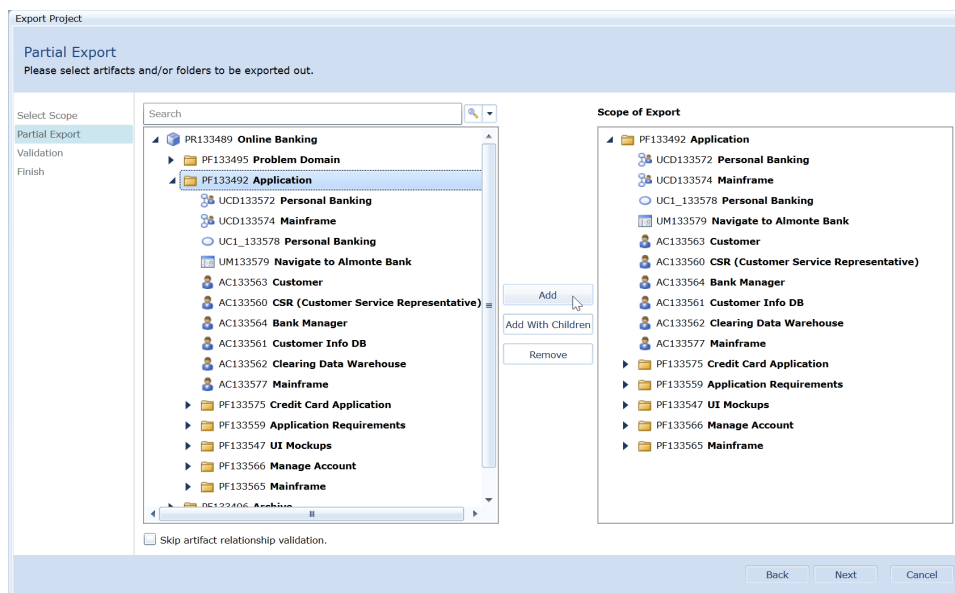 Export Project
Partial Export
Please select artifacts and/or folders to be exported out.
Select Scope
Partial Export
Validation
Finish
Search
PR133489 Online Banking
PF133495 Problem Domain
PF133492 Application
UCD133572 Personal Banking
UCD133574 Mainframe
UC1_133578 Personal Banking
UM133579 Navigate to Almonte Bank
AC133563 Customer
AC133560 CSR (Customer Service Representative)
AC133564 Bank Manager
AC133561 Customer Info DB
AC133562 Clearing Data Warehouse
AC133577 Mainframe
PF133575 Credit Card Application
PF133559 Application Requirements
PF133547 UI Mockups
PF133566 Manage Account
PF133565 Mainframe
PF133496 Archive
Skip artifact relationship validation.
Add
Add With Children
Remove
Scope of Export
PF133492 Application
UCD133572 Personal Banking
UCD133574 Mainframe
UC1_133578 Personal Banking
UM133579 Navigate to Almonte Bank
AC133563 Customer
AC133560 CSR (Customer Service Representative)
AC133564 Bank Manager
AC133561 Customer Info DB
AC133562 Clearing Data Warehouse
AC133577 Mainframe
PF133575 Credit Card Application
PF133559 Application Requirements
PF133547 UI Mockups
PF133566 Manage Account
PF133565 Mainframe
Back
Next
Cancel